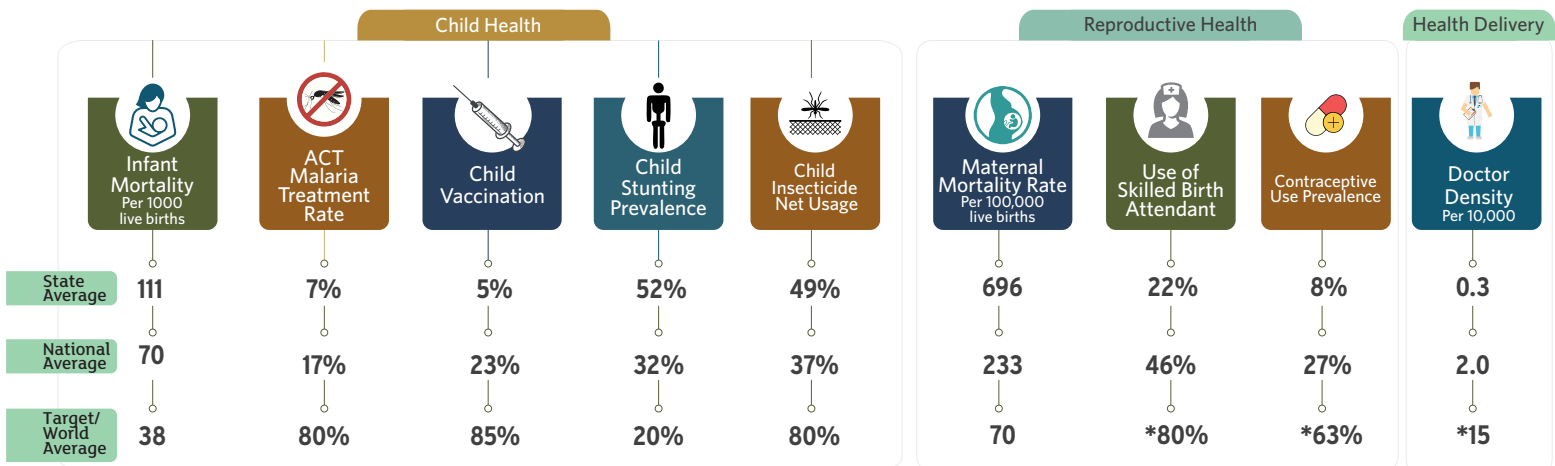 Child Health
Reproductive Health
Health Delivery
Infant
Mortality
Per 1000
live births
ACT
Malaria
Treatment
Rate
Child
Vaccination
Child
Stunting
Prevalence
Child
Insecticide
Net Usage
Maternal
Mortality Rate
Per 100,000
live births
Use of
Skilled Birth
Attendant
Contraceptive
Use Prevalence
Doctor
Density
Per 10,000
State
Average
111 7% 5% 52% 49% 696 22% 8% 0.3
National
Average
70 17% 23% 32% 37% 233 46% 27% 2.0
Target/
World
Average
38 80% 85% 20% 80% 70 *80% *63% *15